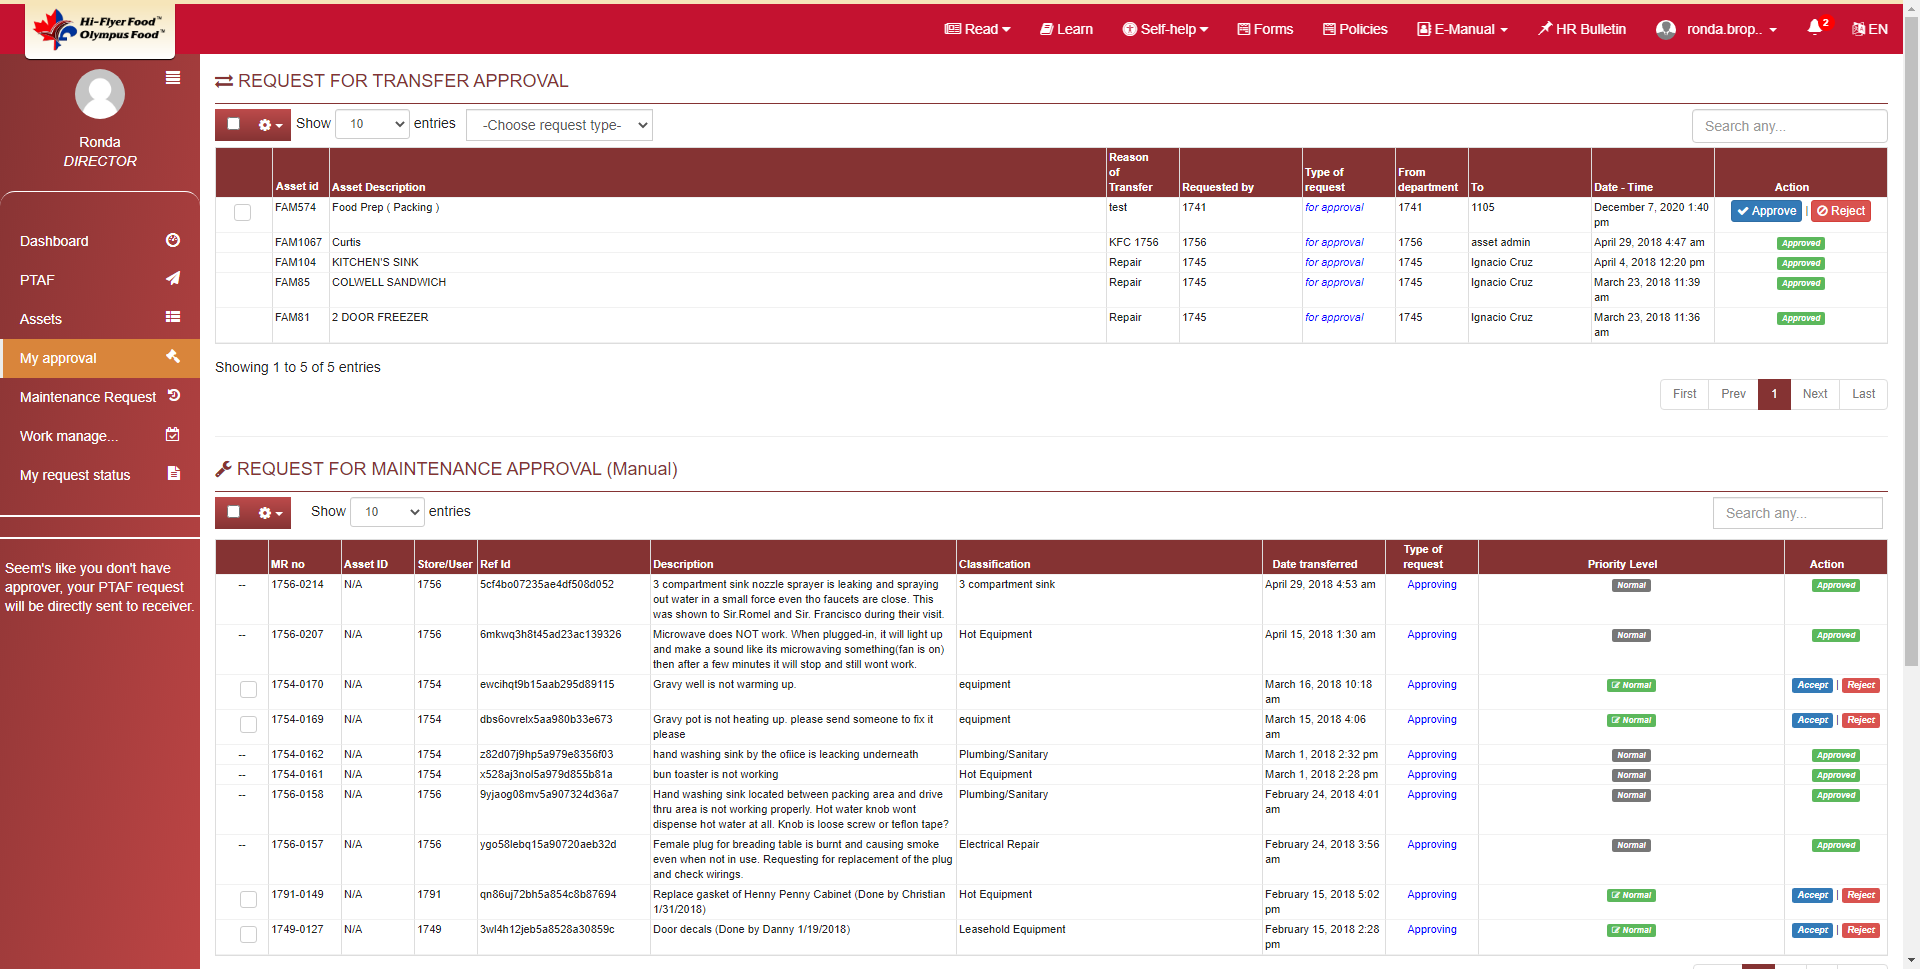 Hi-Flyer Food™
Olympus Food™
Read
Learn
Self-help
Forms
Policies
E-Manual
HR Bulletin
ronda.brop..
2
EN
Ronda
DIRECTOR
Dashboard
PTAF
Assets
My approval
Maintenance Request
Work manage...
My request status
Seem's like you don't have
approver, your PTAF request
will be directly sent to receiver.
REQUEST FOR TRANSFER APPROVAL
Show 10 entries -Choose request type- Search any...
Asset id Asset Description Reason of Transfer Requested by Type of request From department To Date - Time Action
FAM574 Food Prep ( Packing ) test 1741 for approval 1741 1105 December 7, 2020 1:40 pm Approve | Reject
FAM1067 Curtis KFC 1756 1756 for approval 1756 asset admin April 29, 2018 4:47 am Approved
FAM104 KITCHEN'S SINK Repair 1745 for approval 1745 Ignacio Cruz April 4, 2018 12:20 pm Approved
FAM85 COLWELL SANDWICH Repair 1745 for approval 1745 Ignacio Cruz March 23, 2018 11:39 am Approved
FAM81 2 DOOR FREEZER Repair 1745 for approval 1745 Ignacio Cruz March 23, 2018 11:36 am Approved
Showing 1 to 5 of 5 entries
First Prev 1 Next Last
REQUEST FOR MAINTENANCE APPROVAL (Manual)
Show 10 entries Search any...
MR no Asset ID Store/User Ref Id Description Classification Date transferred Type of request Priority Level Action
-- 1756-0214 N/A 1756 5cf4bo07235ae4df508d052 3 compartment sink nozzle sprayer is leaking and spraying out water in a small force even tho faucets are close. This was shown to Sir.Romel and Sir. Francisco during their visit. 3 compartment sink April 29, 2018 4:53 am Approving Normal Approved
-- 1756-0207 N/A 1756 6mkwq3h8t45ad23ac139326 Microwave does NOT work. When plugged-in, it will light up and make a sound like its microwaving something(fan is on) then after a few minutes it will stop and still wont work. Hot Equipment April 15, 2018 1:30 am Approving Normal Approved
1754-0170 N/A 1754 ewcihqt9b15aab295d89115 Gravy well is not warming up. equipment March 16, 2018 10:18 am Approving Normal Accept | Reject
1754-0169 N/A 1754 dbs6ovrelx5aa980b33e673 Gravy pot is not heating up. please send someone to fix it please equipment March 15, 2018 4:06 am Approving Normal Accept | Reject
-- 1754-0162 N/A 1754 z82d07j9hp5a979e8356f03 hand washing sink by the ofiice is leacking underneath Plumbing/Sanitary March 1, 2018 2:32 pm Approving Normal Approved
-- 1754-0161 N/A 1754 x528aj3nol5a979d855b81a bun toaster is not working Hot Equipment March 1, 2018 2:28 pm Approving Normal Approved
-- 1756-0158 N/A 1756 9yjaog08mv5a907324d36a7 Hand washing sink located between packing area and drive thru area is not working properly. Hot water knob wont dispense hot water at all. Knob is loose screw or teflon tape? Plumbing/Sanitary February 24, 2018 4:01 am Approving Normal Approved
-- 1756-0157 N/A 1756 ygo58lebq15a90720aeb32d Female plug for breading table is burnt and causing smoke even when not in use. Requesting for replacement of the plug and check wirings. Electrical Repair February 24, 2018 3:56 am Approving Normal Approved
1791-0149 N/A 1791 qn86uj72bh5a854c8b87694 Replace gasket of Henny Penny Cabinet (Done by Christian 1/31/2018) Hot Equipment February 15, 2018 5:02 pm Approving Normal Accept | Reject
1749-0127 N/A 1749 3wl4h12jeb5a8528a30859c Door decals (Done by Danny 1/19/2018) Leasehold Equipment February 15, 2018 2:28 pm Approving Normal Accept | Reject